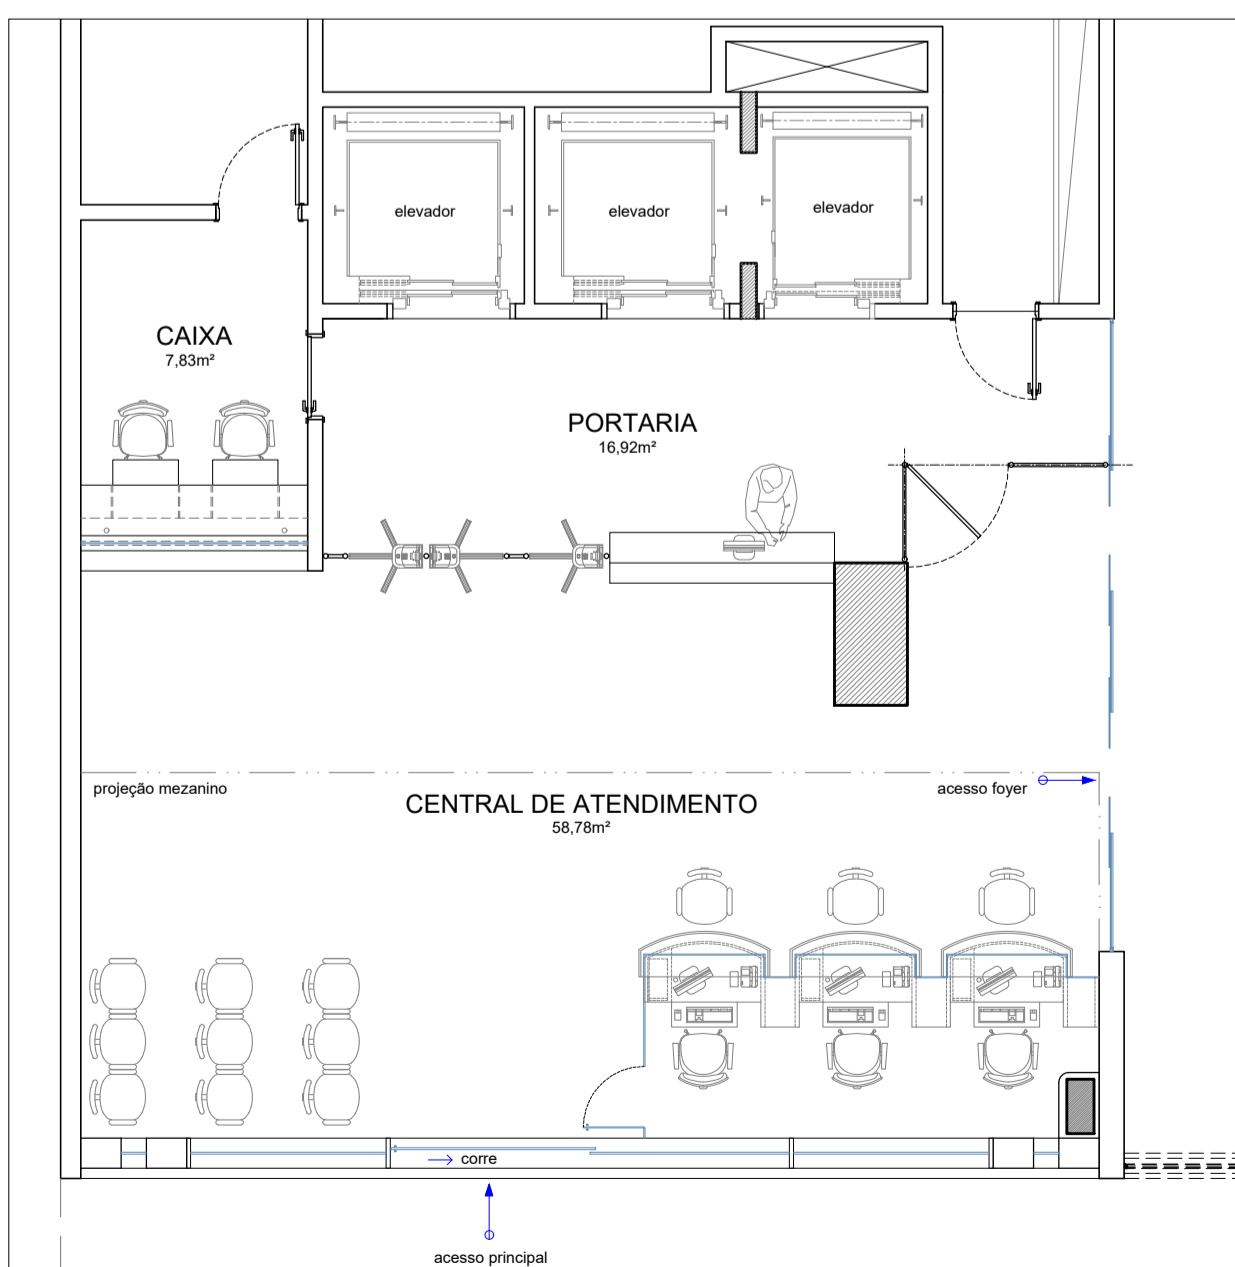 elevador
elevador
elevador
CAIXA
7,83m²
PORTARIA
16,92m²
projeção mezanino
acesso foyer
CENTRAL DE ATENDIMENTO
58,78m²
corre
acesso principal